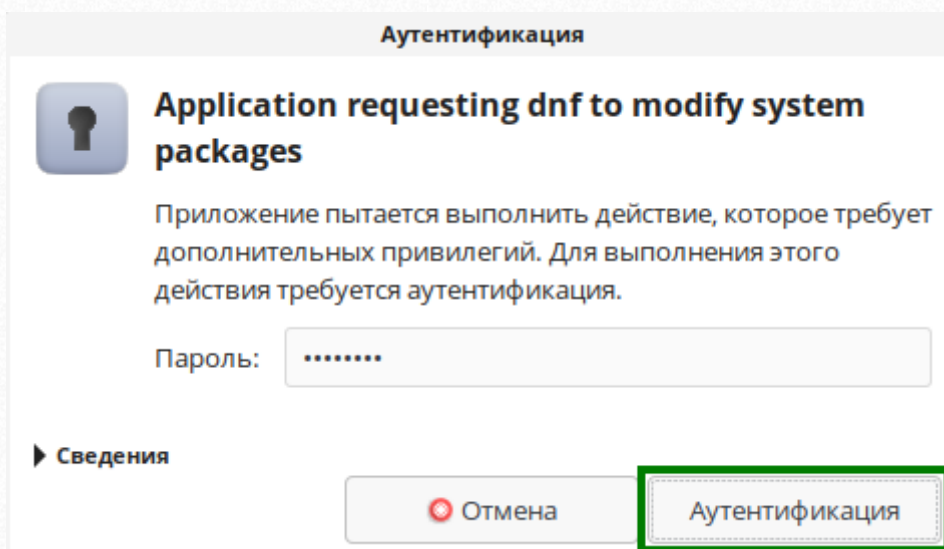 Аутентификация
Application requesting dnf to modify system
packages
Приложение пытается выполнить действие, которое требует
дополнительных привилегий. Для выполнения этого
действия требуется аутентификация.
Пароль: ••••••••
Сведения
Отмена Аутентификация